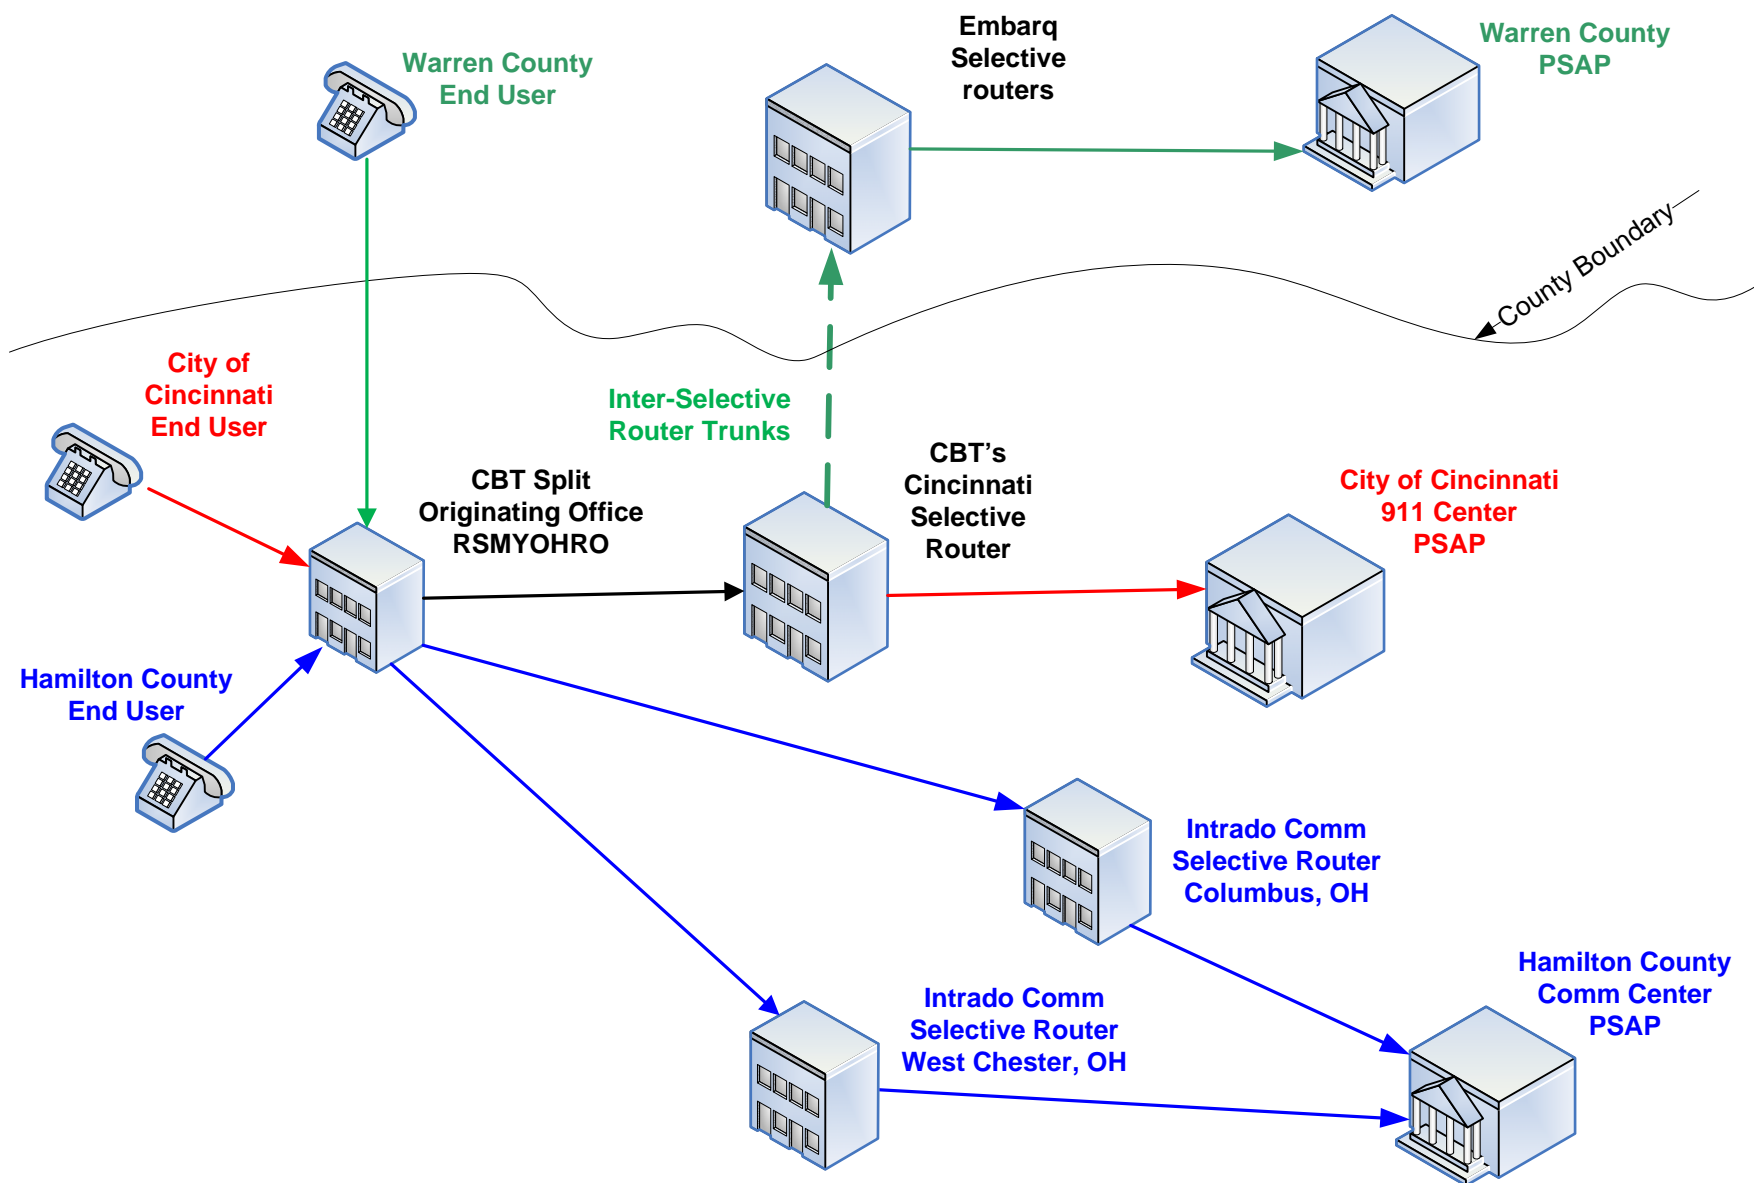 Embarq
Selective
routers
Warren County
PSAP
Warren County
End User
County Boundary
City of
Cincinnati
End User
Inter-Selective
Router Trunks
CBT's
Cincinnati
Selective
Router
CBT Split
Originating Office
RSMYOHRO
City of Cincinnati
911 Center
PSAP
Hamilton County
End User
Intrado Comm
Selective Router
Columbus, OH
Hamilton County
Comm Center
PSAP
Intrado Comm
Selective Router
West Chester, OH